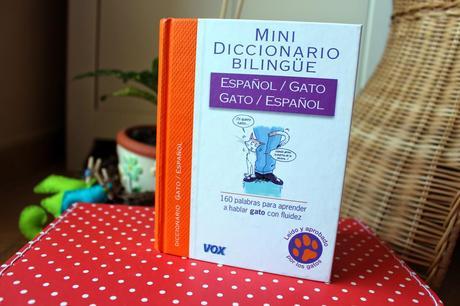 MINI
DICCIONARIO
BILINGÜE
ESPAÑOL / GATO
GATO / ESPAÑOL
160 palabras para aprender
a hablar gato con fluidez
VOX
Leído y aprobado
por los gatos
DICCIONARIO GATO / ESPAÑOL